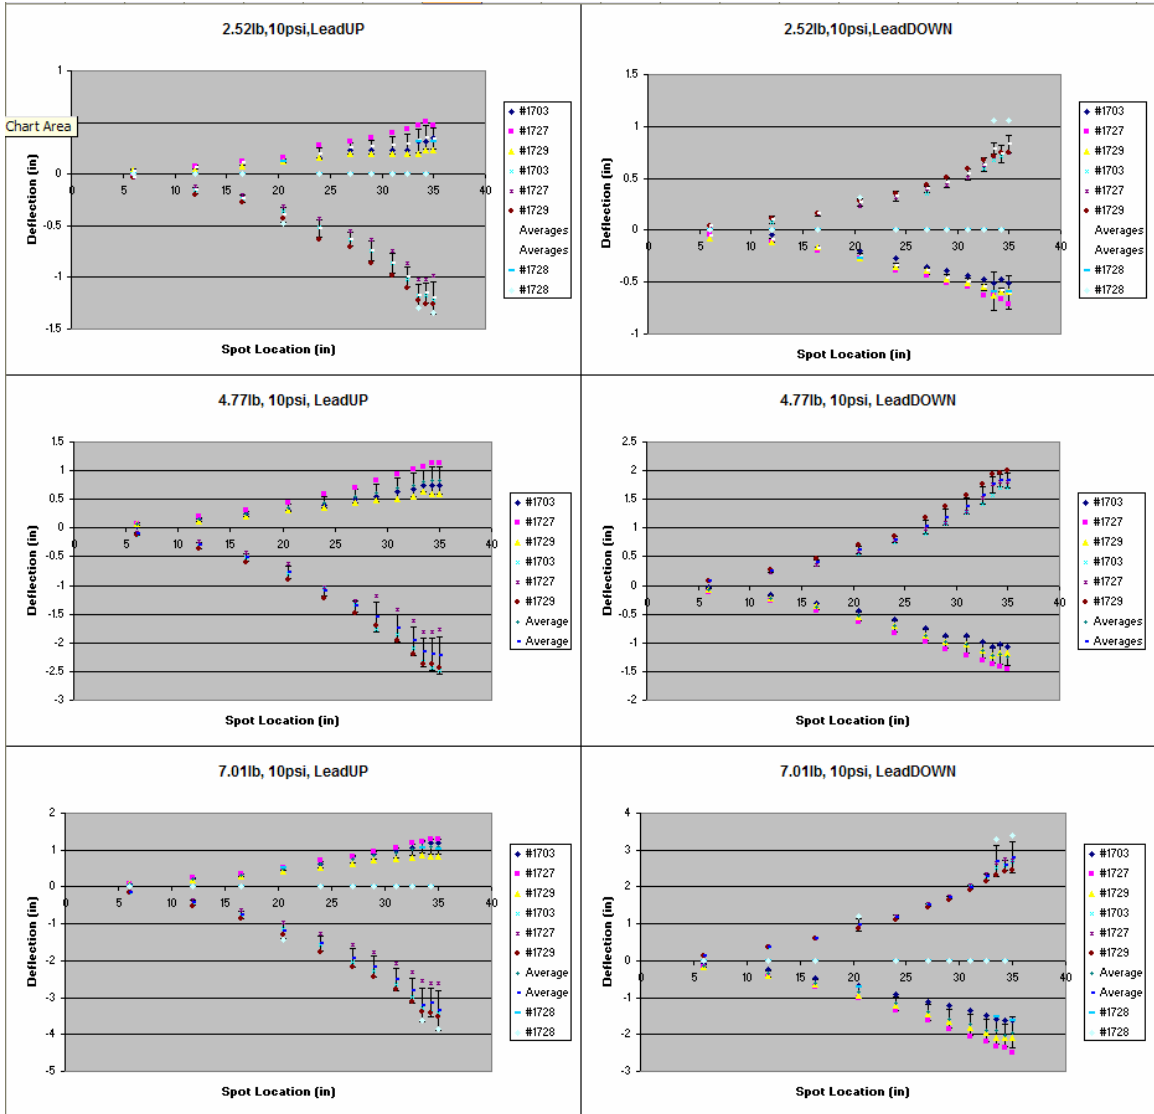 2.52lb,10psi,LeadUP
1
0.5
0
-0.5
-1
-1.5
0 5 10 15 20 25 30 35 40
Deflection (in)
Spot Location (in)
Chart Area
#1703
#1727
#1729
#1703
#1727
#1729
Averages
Averages
#1728
#1728
2.52lb,10psi,LeadDOWN
1.5
1
0.5
0
-0.5
-1
0 5 10 15 20 25 30 35 40
Deflection (in)
Spot Location (in)
#1703
#1727
#1729
#1703
#1727
#1729
Averages
Averages
#1728
#1728
4.77lb, 10psi, LeadUP
1.5
1
0.5
0
-0.5
-1
-1.5
-2
-2.5
-3
0 5 10 15 20 25 30 35 40
Deflection (in)
Spot Location (in)
#1703
#1727
#1729
#1703
#1727
#1729
Average
Average
4.77lb, 10psi, LeadDOWN
2.5
2
1.5
1
0.5
0
-0.5
-1
-1.5
-2
0 5 10 15 20 25 30 35 40
Deflection (in)
Spot Location (in)
#1703
#1727
#1729
#1703
#1727
#1729
Averages
Averages
7.01lb, 10psi, LeadUP
2
1
0
-1
-2
-3
-4
-5
0 5 10 15 20 25 30 35 40
Deflection (in)
Spot Location (in)
#1703
#1727
#1729
#1703
#1727
#1729
Average
Average
#1728
#1728
7.01lb, 10psi, LeadDOWN
4
3
2
1
0
-1
-2
-3
0 5 10 15 20 25 30 35 40
Deflection (in)
Spot Location (in)
#1703
#1727
#1729
#1703
#1727
#1729
Average
Average
#1728
#1728